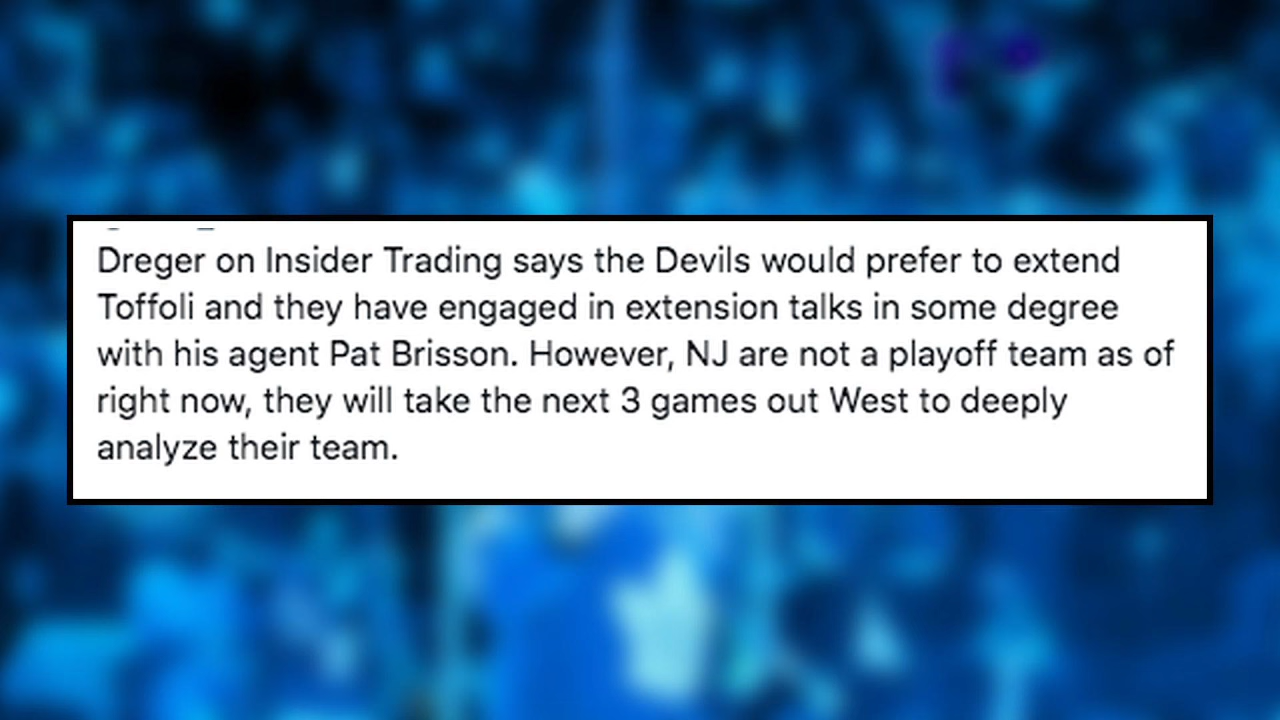 Dreger on Insider Trading says the Devils would prefer to extend
Toffoli and they have engaged in extension talks in some degree
with his agent Pat Brisson. However, NJ are not a playoff team as of
right now, they will take the next 3 games out West to deeply
analyze their team.